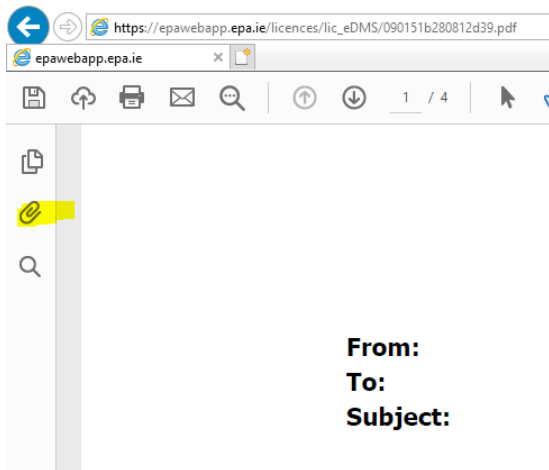 https://epawebapp.epa.ie/licences/lic_eDMS/090151b280812d39.pdf
epawebapp.epa.ie
1 / 4
From:
To:
Subject: